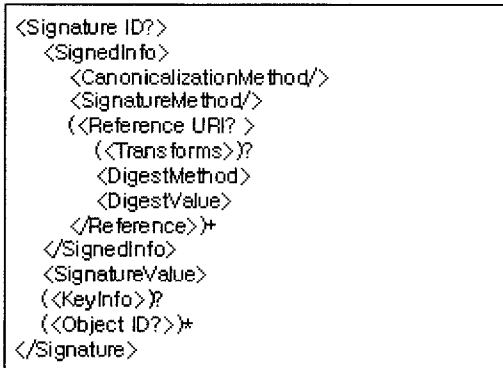 <Signature ID?>
<SignedInfo>
<CanonicalizationMethod/>
<SignatureMethod/>
(<Reference URI? >
(<Transforms>)?
<DigestMethod>
<DigestValue>
</Reference>)+
</SignedInfo>
<SignatureValue>
(<KeyInfo>)?
(<Object ID?>)*
</Signature>